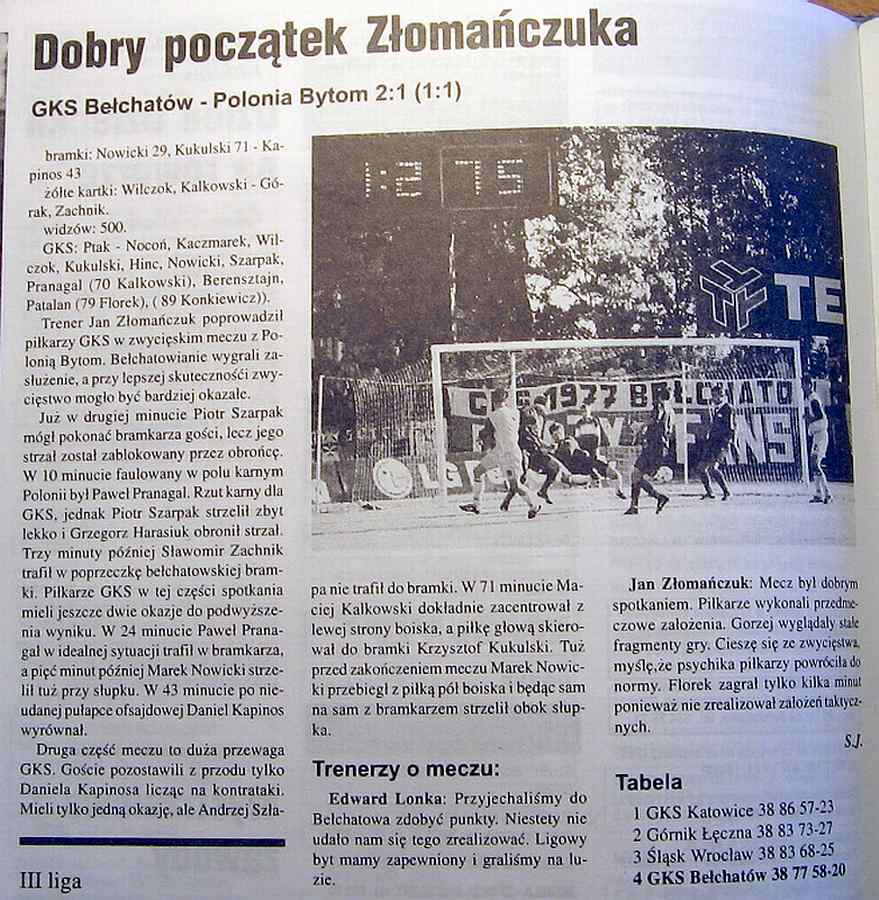 Dobry początek Złomańczuka
GKS Bełchatów - Polonia Bytom 2:1 (1:1)
bramki: Nowicki 29, Kukulski 71 - Ka-
pinos 43
żółte kartki: Wilczok, Kalkowski - Gó-
rak, Zachnik.
widzów: 500.
GKS: Ptak - Nocoń, Kaczmarek, Wil-
czok, Kukulski, Hinc, Nowicki, Szarpak,
Pranagal (70 Kałkowski), Berensztajn,
Patalan (79 Florek), ( 89 Konkiewicz)).
Trener Jan Złomańczuk poprowadził
piłkarzy GKS w zwycięskim meczu z Po-
lonią Bytom. Bełchatowianie wygrali za-
służenie, a przy lepszej skutecznośći zwy-
cięstwo mogło być bardziej okazałe.
Już w drugiej minucie Piotr Szarpak
mógł pokonać bramkarza gości, lecz jego
strzał został zablokowany przez obrońcę.
W 10 minucie faulowany w polu karnym
Polonii był Paweł Pranagal. Rzut karny dla
GKS, jednak Piotr Szarpak strzelił zbyt
lekko i Grzegorz Harasiuk obronił strzał.
Trzy minuty później Sławomir Zachnik
trafił w poprzeczkę bełchatowskiej bram-
ki. Piłkarze GKS w tej części spotkania
mieli jeszcze dwie okazje do podwyższe-
nia wyniku. W 24 minucie Paweł Prana-
gal w idealnej sytuacji trafił w bramkarza,
a pięć minut później Marek Nowicki strze-
lił tuż przy słupku. W 43 minucie po nie-
udanej pułapce ofsajdowej Daniel Kapinos
wyrównał.
Druga część meczu to duża przewaga
GKS. Goście pozostawili z przodu tylko
Daniela Kapinosa licząc na kontrataki.
Mieli tylko jedną okazję, ale Andrzej Szła-
III liga
1:2 75
TE
GKS 1977 BEŁCHATO
FANS
LG
pa nie trafił do bramki. W 71 minucie Ma-
ciej Kałkowski dokładnie zacentrował z
lewej strony boiska, a piłkę głową skiero-
wał do bramki Krzysztof Kukulski. Tuż
przed zakończeniem meczu Marek Nowic-
ki przebiegł z piłką pół boiska i będąc sam
na sam z bramkarzem strzelił obok słup-
ka.
Trenerzy o meczu:
Edward Lonka: Przyjechaliśmy do
Bełchatowa zdobyć punkty. Niestety nie
udało nam się tego zrealizować. Ligowy
byt mamy zapewniony i graliśmy na lu-
zie.
Jan Złomańczuk: Mecz był dobrym
spotkaniem. Piłkarze wykonali przedme-
czowe założenia. Gorzej wyglądały stałe
fragmenty gry. Cieszę się ze zwycięstwa,
myślę,że psychika piłkarzy powróciła do
normy. Florek zagrał tylko kilka minut
ponieważ nie zrealizował założeń taktycz-
nych.
S.J.
Tabela
1 GKS Katowice 38 86 57-23
2 Górnik Łęczna 38 83 73-27
3 Śląsk Wrocław 38 83 68-25
4 GKS Bełchatów 38 77 58-20